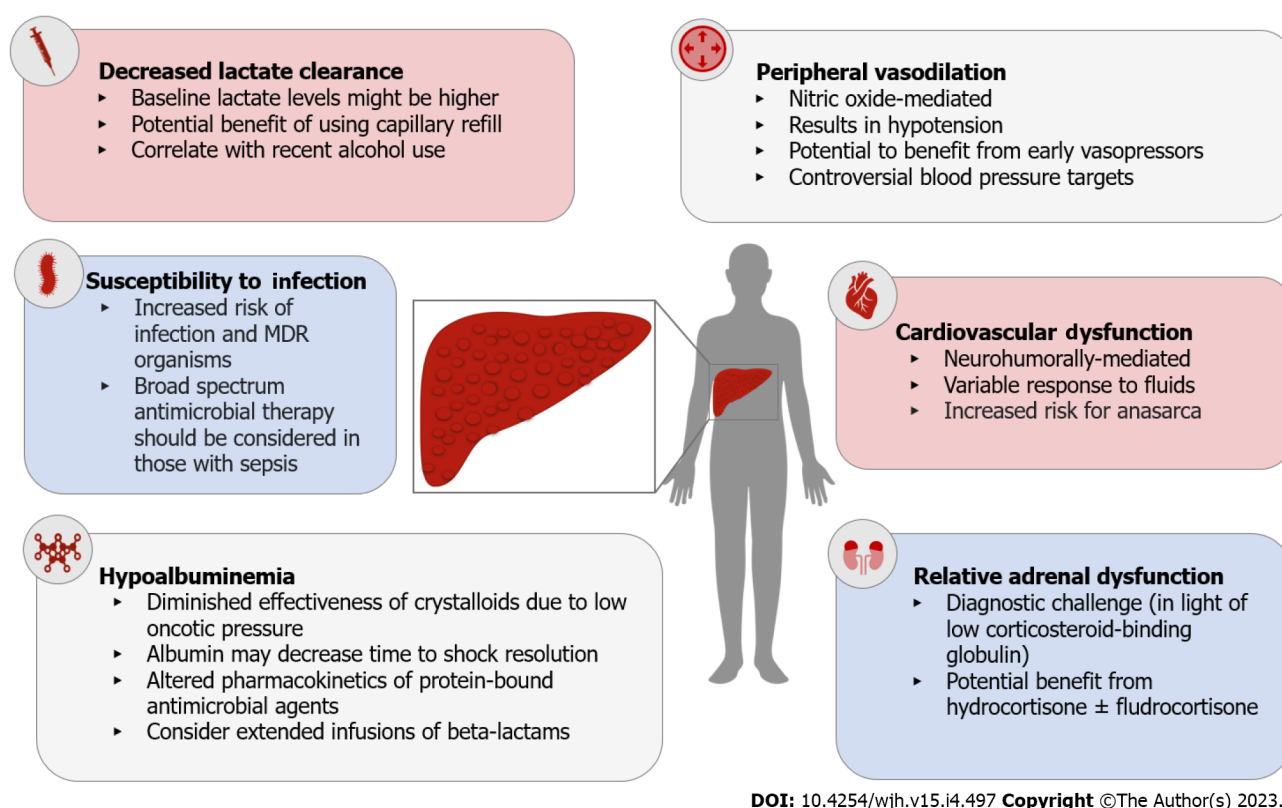 Decreased lactate clearance
‣ Baseline lactate levels might be higher
‣ Potential benefit of using capillary refill
‣ Correlate with recent alcohol use
Peripheral vasodilation
‣ Nitric oxide-mediated
‣ Results in hypotension
‣ Potential to benefit from early vasopressors
‣ Controversial blood pressure targets
Susceptibility to infection
‣ Increased risk of
infection and MDR
organisms
‣ Broad spectrum
antimicrobial therapy
should be considered in
those with sepsis
Cardiovascular dysfunction
‣ Neurohumorally-mediated
‣ Variable response to fluids
‣ Increased risk for anasarca
Hypoalbuminemia
‣ Diminished effectiveness of crystalloids due to low
oncotic pressure
‣ Albumin may decrease time to shock resolution
‣ Altered pharmacokinetics of protein-bound
antimicrobial agents
‣ Consider extended infusions of beta-lactams
Relative adrenal dysfunction
‣ Diagnostic challenge (in light of
low corticosteroid-binding
globulin)
‣ Potential benefit from
hydrocortisone ± fludrocortisone
DOI: 10.4254/wjh.v15.i4.497 Copyright ©The Author(s) 2023.